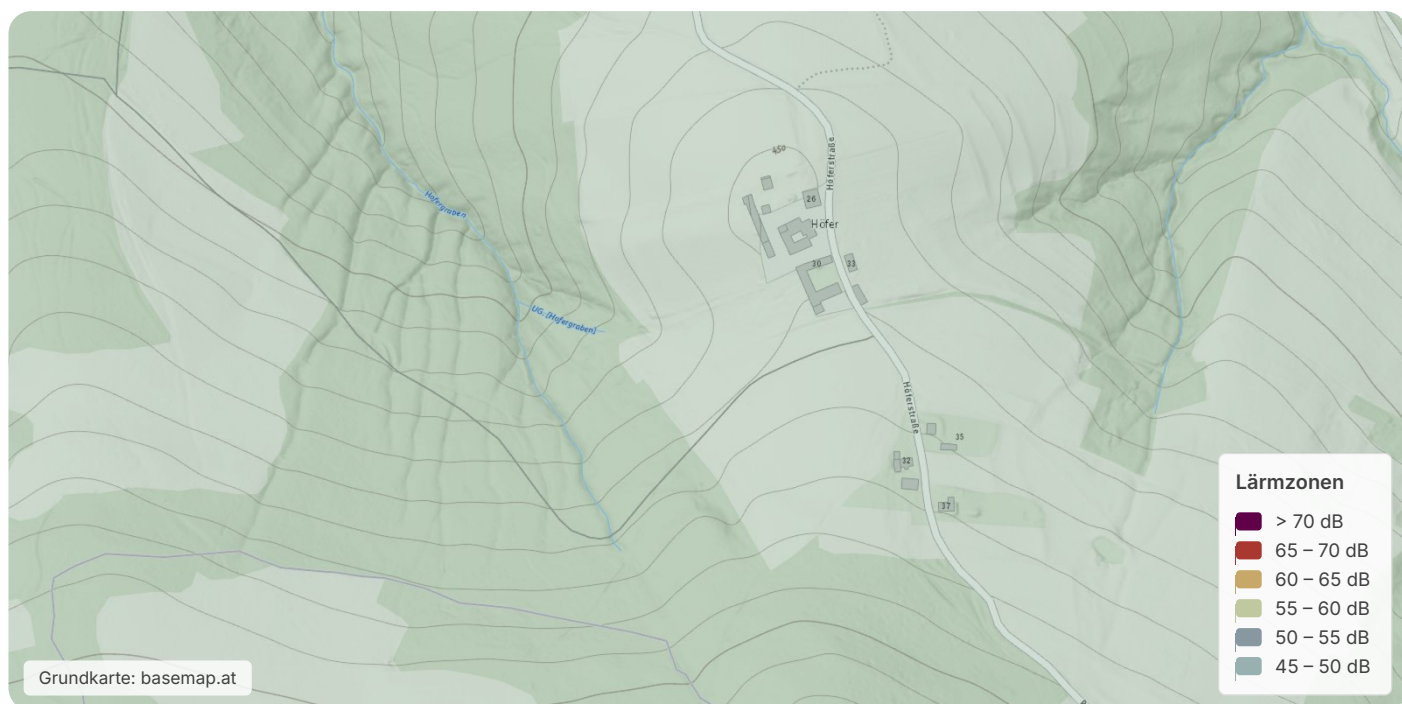 450
Höferstraße
26
Höfer
Höfergraben
30
33
UG. (Höfergraben)
Höferstraße
35
32
37
Lärmzonen
> 70 dB
65 – 70 dB
60 – 65 dB
55 – 60 dB
50 – 55 dB
45 – 50 dB
Grundkarte: basemap.at